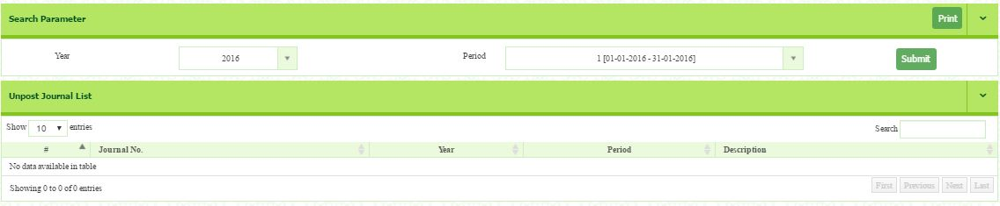 Search Parameter Print
Year 2016 Period 1 [01-01-2016 - 31-01-2016] Submit
Unpost Journal List
Show 10 entries Search
# Journal No. Year Period Description
No data available in table
Showing 0 to 0 of 0 entries First Previous Next Last